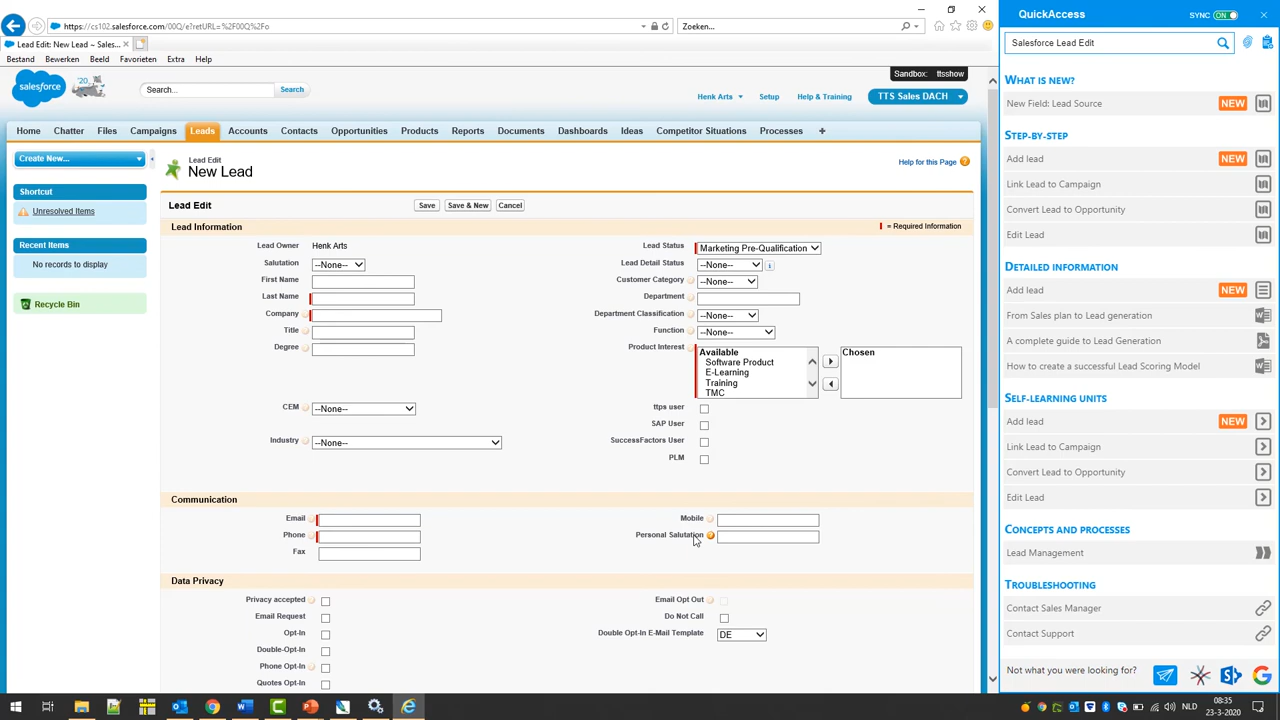 https://cs102.salesforce.com/00Q/e?retURL=%2F00Q%2Fo
Zoeken...
Lead Edit: New Lead ~ Sales...
Bestand Bewerken Beeld Favorieten Extra Help
salesforce
'20
Search... Search
Sandbox: ttsshow
Henk Arts Setup Help & Training TTS Sales DACH
Home Chatter Files Campaigns Leads Accounts Contacts Opportunities Products Reports Documents Dashboards Ideas Competitor Situations Processes +
Create New...
Shortcut
Unresolved Items
Recent Items
No records to display
Recycle Bin
Lead Edit
New Lead
Help for this Page
Lead Edit Save Save & New Cancel
Lead Information = Required Information
Lead Owner Henk Arts Lead Status Marketing Pre-Qualification
Salutation --None-- Lead Detail Status --None--
First Name Customer Category --None--
Last Name Department
Company Department Classification --None--
Title Function --None--
Degree Product Interest Available Chosen
Software Product
E-Learning
Training
TMC
CEM --None-- ttps user
SAP User
Industry --None-- SuccessFactors User
PLM
Communication
Email Mobile
Phone Personal Salutation
Fax
Data Privacy
Privacy accepted Email Opt Out
Email Request Do Not Call
Opt-In Double Opt-In E-Mail Template DE
Double-Opt-In
Phone Opt-In
Quotes Opt-In
QuickAccess SYNC ON
Salesforce Lead Edit
WHAT IS NEW?
New Field: Lead Source NEW
STEP-BY-STEP
Add lead NEW
Link Lead to Campaign
Convert Lead to Opportunity
Edit Lead
DETAILED INFORMATION
Add lead NEW
From Sales plan to Lead generation
A complete guide to Lead Generation
How to create a successful Lead Scoring Model
SELF-LEARNING UNITS
Add lead NEW
Link Lead to Campaign
Convert Lead to Opportunity
Edit Lead
CONCEPTS AND PROCESSES
Lead Management
TROUBLESHOOTING
Contact Sales Manager
Contact Support
Not what you were looking for?
NLD
08:35
23-3-2020